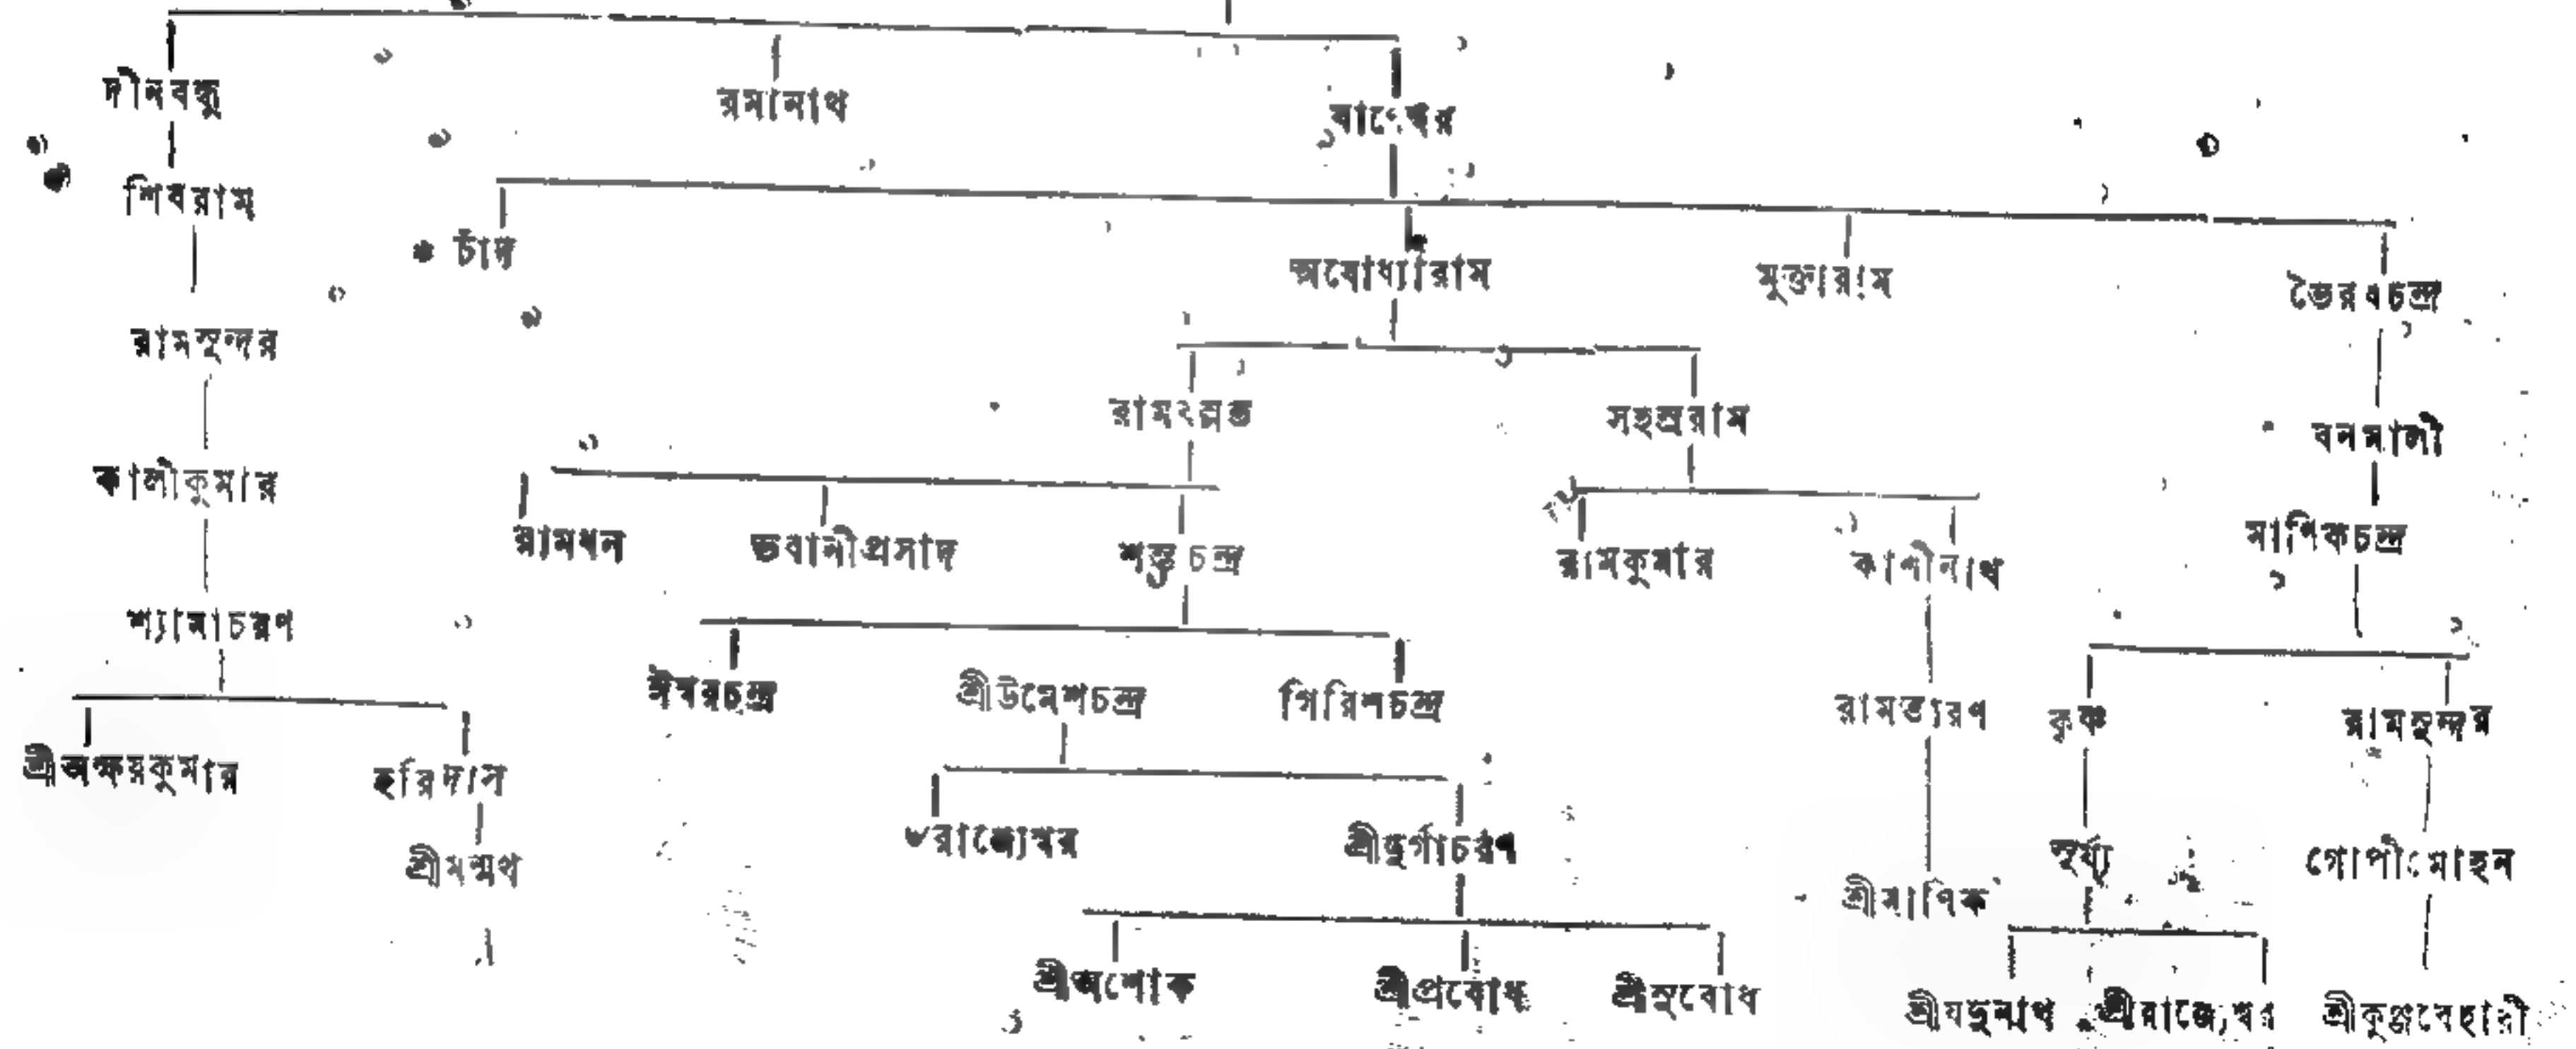 দীনবন্ধু রমানাথ
শিবরাম
চাঁদ অযোধ্যারাম মুক্তারাম ভৈরবচন্দ্র
রামসুন্দর
রামবল্লভ সহস্ররাম বনমালী
কালীকুমার
রামধন ভবানীপ্রসাদ শম্ভুচন্দ্র রামকুমার কাশীনাথ মাণিকচন্দ্র
শ্যামাচরণ
ঈশ্বরচন্দ্র শ্রীউমেশচন্দ্র গিরিশচন্দ্র রামতারণ কৃষ্ণ রামসুন্দর
শ্রীঅক্ষয়কুমার হরিদাস
৺রাজ্যেশ্বর শ্রীদুর্গাচরণ সূর্য্য গোপীমোহন
শ্রীমন্মথ শ্রীমাণিক
শ্রীঅশোক শ্রীপ্রবোধ শ্রীসুবোধ শ্রীযদুনাথ শ্রীরাজ্যেশ্বর শ্রীকুঞ্জবেহারী